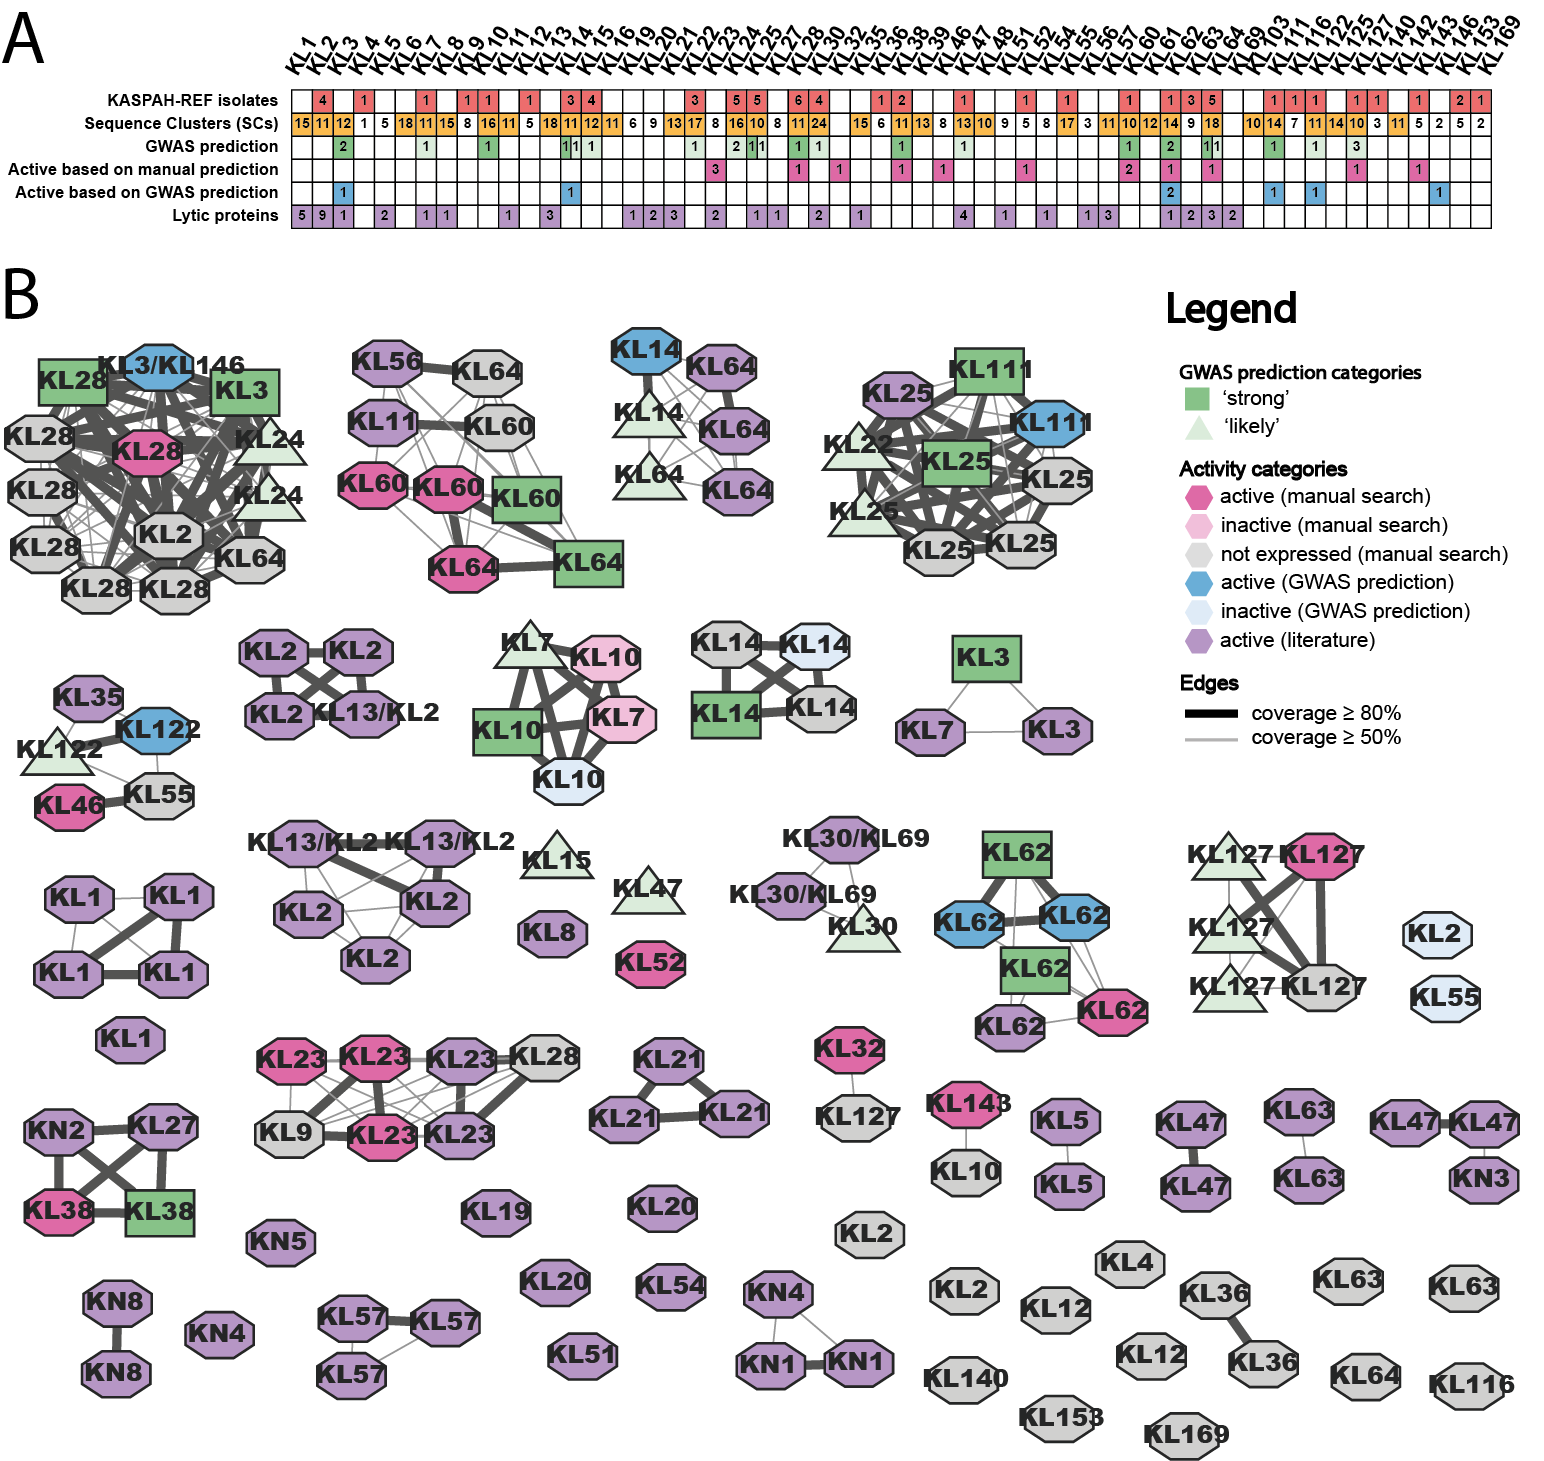 A
KL1 KL2 KL3 KL4 KL5 KL6 KL7 KL8 KL9 KL10 KL11 KL12 KL13 KL14 KL15 KL16 KL19 KL20 KL21 KL22 KL23 KL24 KL25 KL27 KL28 KL30 KL32 KL35 KL36 KL38 KL39 KL46 KL47 KL48 KL51 KL52 KL54 KL55 KL56 KL57 KL60 KL61 KL62 KL63 KL64 KL69 KL103 KL111 KL116 KL122 KL125 KL127 KL140 KL142 KL143 KL146 KL153 KL169
KASPAH-REF isolates 4 1 1 1 1 1 3 4 3 5 5 6 4 1 2 1 1 1 1 1 3 5 1 1 1 1 1 1 2 1
Sequence Clusters (SCs) 15 11 12 1 5 18 11 15 8 16 11 5 18 11 12 11 6 9 13 17 8 16 10 8 11 24 15 6 11 13 8 13 10 9 5 8 17 3 11 10 12 14 9 18 10 14 7 11 14 10 3 11 5 2 5 2
GWAS prediction 2 1 1 1 1 1 1 2 1 1 1 1 1 1 1 2 1 1 1 1 3
Active based on manual prediction 3 1 1 1 1 1 2 1 1 1 1
Active based on GWAS prediction 1 1 2 1 1 1
Lytic proteins 5 9 1 2 1 1 1 3 1 2 3 2 1 1 2 1 4 1 1 1 3 1 2 3 2
B
Legend
GWAS prediction categories
‘strong’
‘likely’
Activity categories
active (manual search)
inactive (manual search)
not expressed (manual search)
active (GWAS prediction)
inactive (GWAS prediction)
active (literature)
Edges
coverage ≥ 80%
coverage ≥ 50%
KL28 KL3/KL146 KL3
KL28 KL28 KL24
KL28 KL24
KL28 KL2 KL64
KL28 KL28
KL56 KL64
KL11 KL60
KL60 KL60 KL60
KL64 KL64
KL14 KL64
KL14 KL64
KL64 KL64
KL111
KL25 KL111
KL22 KL25 KL25
KL25
KL25 KL25
KL35
KL122 KL122
KL46 KL55
KL2 KL2
KL2 KL13/KL2
KL7 KL10
KL10 KL7
KL10
KL14 KL14
KL14 KL14
KL3
KL7 KL3
KL1 KL1
KL1 KL1
KL1
KL13/KL2 KL13/KL2
KL2 KL2
KL2
KL15
KL47
KL8
KL52
KL30/KL69
KL30/KL69
KL30
KL62
KL62 KL62
KL62
KL62 KL62
KL127 KL127
KL127
KL127 KL127
KL2
KL55
KN2 KL27
KL38 KL38
KL23 KL23 KL23 KL28
KL9 KL23 KL23
KL21
KL21 KL21
KL32
KL127
KL143
KL10
KL5
KL5
KL47
KL47
KL63
KL63
KL47 KL47
KN3
KN5
KL19
KL20
KL2
KN8
KN8
KN4
KL57 KL57
KL57
KL20
KL54
KL51
KN4
KN1 KN1
KL2
KL12
KL4
KL36
KL36
KL63
KL63
KL12
KL140
KL153
KL169
KL64
KL116